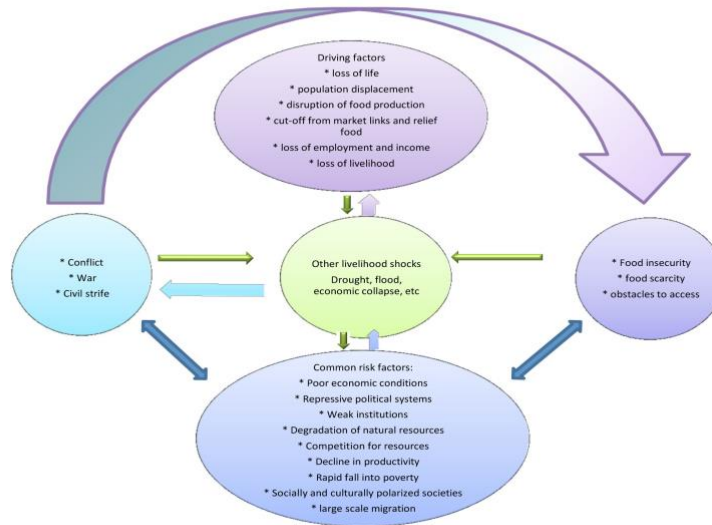 Driving factors
* loss of life
* population displacement
* disruption of food production
* cut-off from market links and relief
food
* loss of employment and income
* loss of livelihood
* Conflict
* War
* Civil strife
Other livelihood shocks
Drought, flood,
economic collapse, etc
* Food insecurity
* food scarcity
* obstacles to access
Common risk factors:
* Poor economic conditions
* Repressive political systems
* Weak institutions
* Degradation of natural resources
* Competition for resources
* Decline in productivity
* Rapid fall into poverty
* Socially and culturally polarized societies
* large scale migration